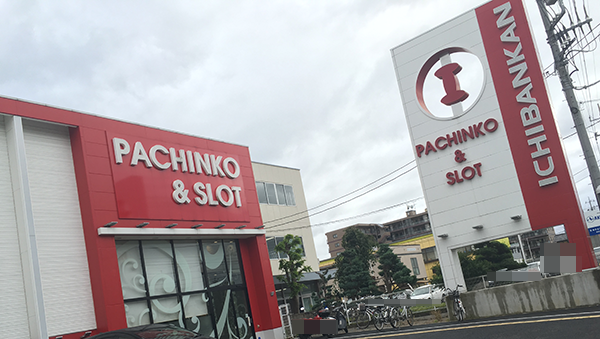 PACHINKO
& SLOT
PACHINKO
&
SLOT
ICHIBANKAN